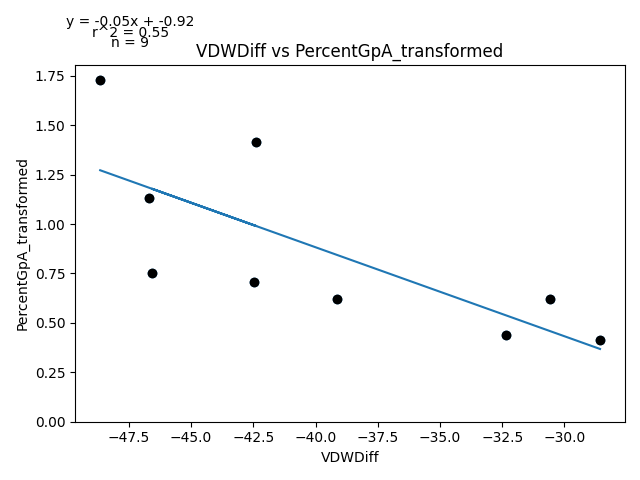 y = -0.05x + -0.92
r^2 = 0.55
n = 9
VDWDiff vs PercentGpA_transformed
PercentGpA_transformed
1.75
1.50
1.25
1.00
0.75
0.50
0.25
0.00
−47.5 −45.0 −42.5 −40.0 −37.5 −35.0 −32.5 −30.0
VDWDiff